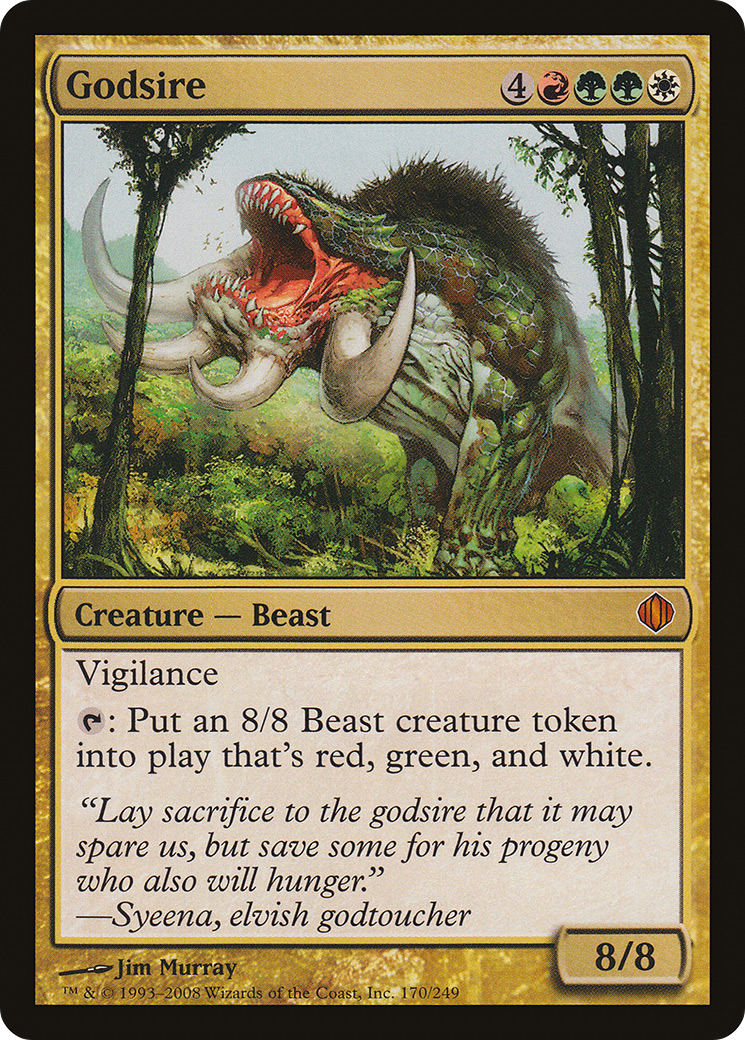 Godsire 4
Creature — Beast
Vigilance
: Put an 8/8 Beast creature token
into play that's red, green, and white.
“Lay sacrifice to the godsire that it may
spare us, but save some for his progeny
who also will hunger.”
—Syeena, elvish godtoucher
8/8
Jim Murray
™ & © 1993–2008 Wizards of the Coast, Inc. 170/249